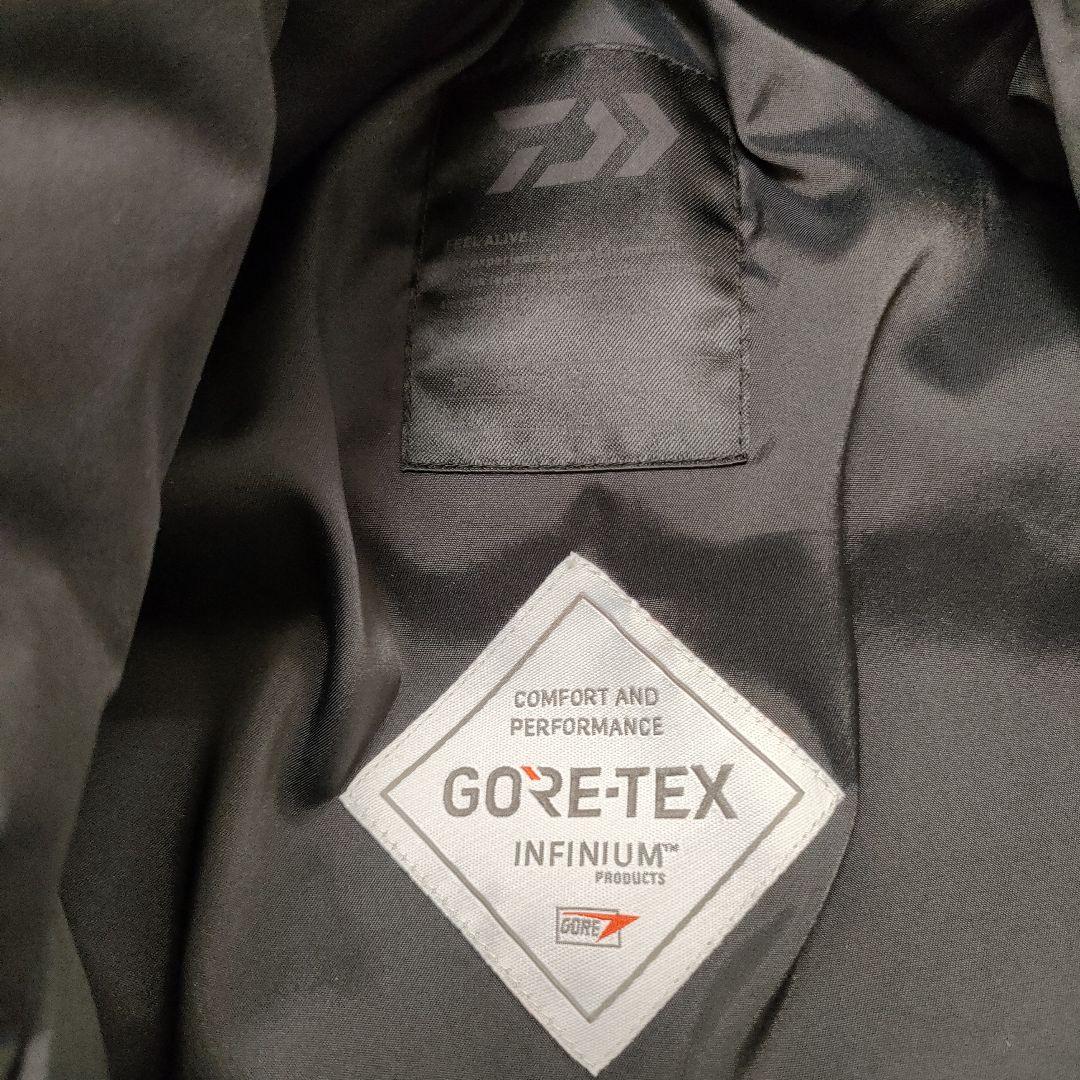 FEEL ALIVE.
COMFORT AND
PERFORMANCE
GORE-TEX
INFINIUM™
PRODUCTS
GORE